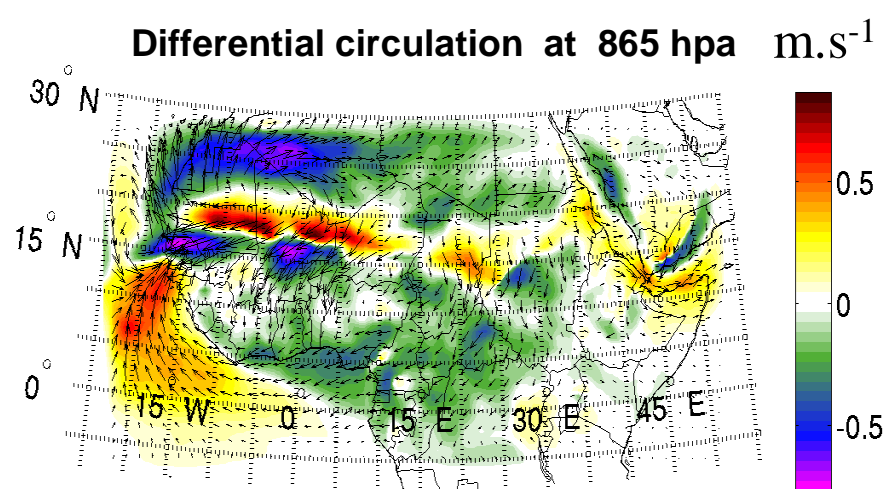 Differential circulation at 865 hpa m.s-1
30° N
15° N
0°
15° W
0°
15° E
30° E
45° E
0.5
0
-0.5